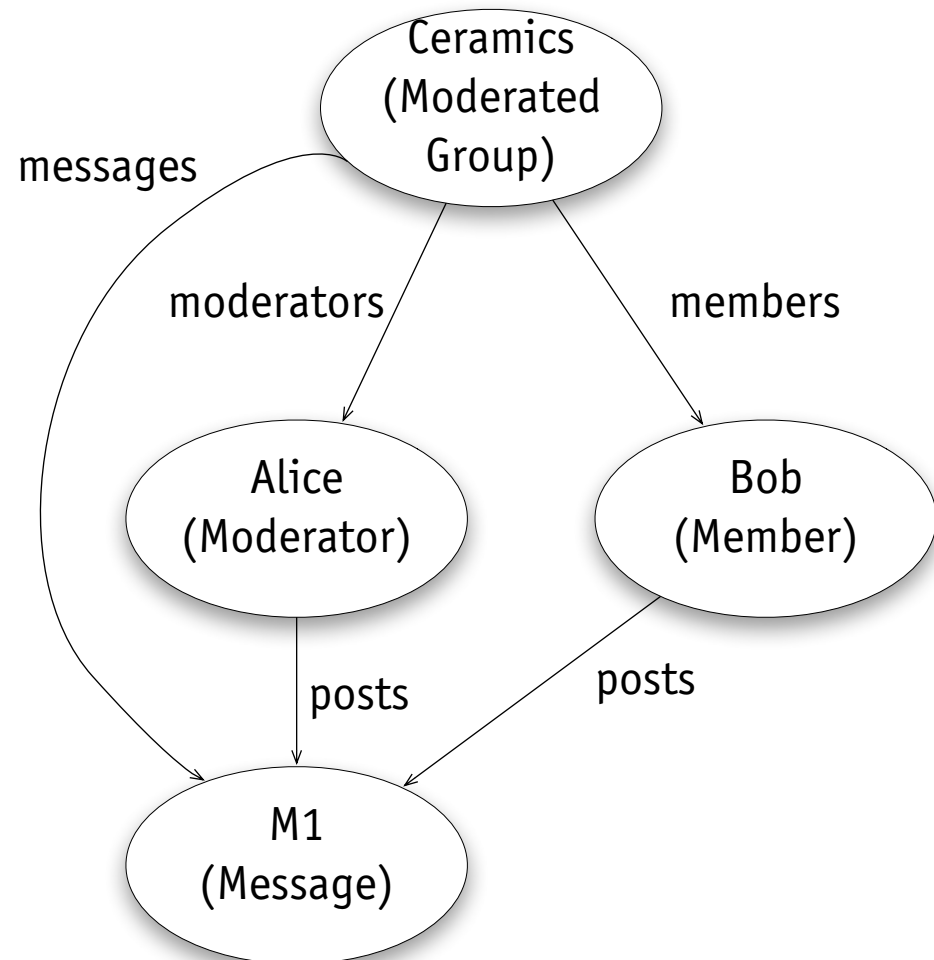 Ceramics
(Moderated
Group)
messages
moderators
members
Alice
(Moderator)
Bob
(Member)
posts
posts
M1
(Message)